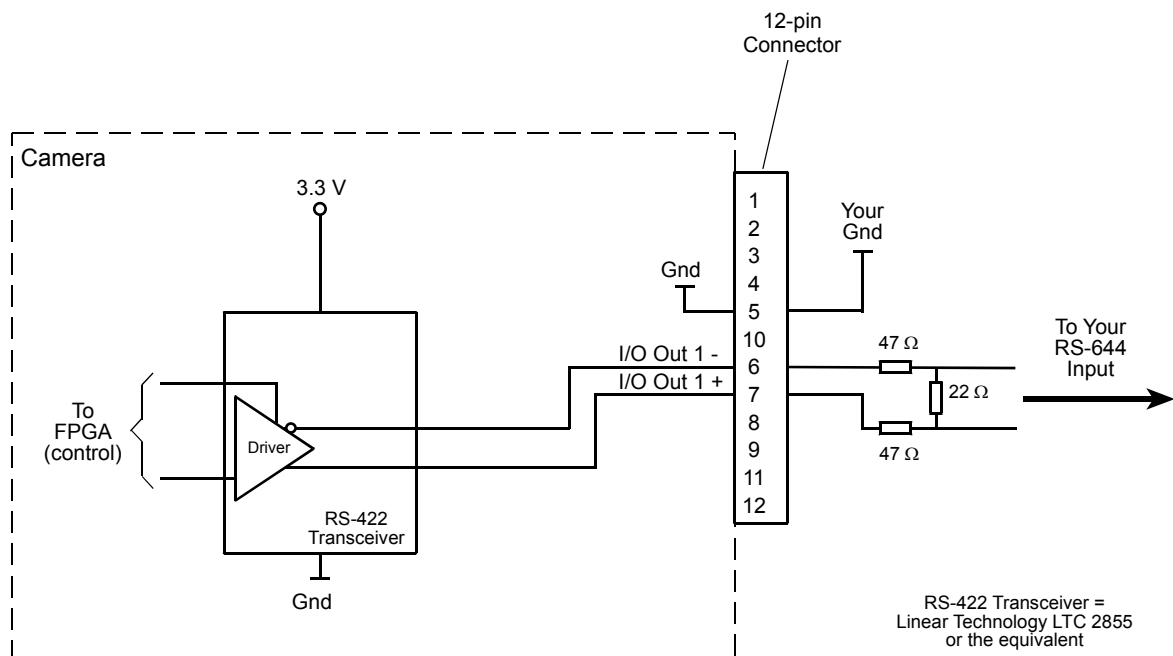 12-pin
Connector
Camera
3.3 V
1
2
3
4
5
10
6
7
8
9
11
12
Your
Gnd
Gnd
I/O Out 1 -
I/O Out 1 +
47 Ω
22 Ω
47 Ω
To Your
RS-644
Input
To
FPGA
(control)
Driver
RS-422
Transceiver
Gnd
RS-422 Transceiver =
Linear Technology LTC 2855
or the equivalent